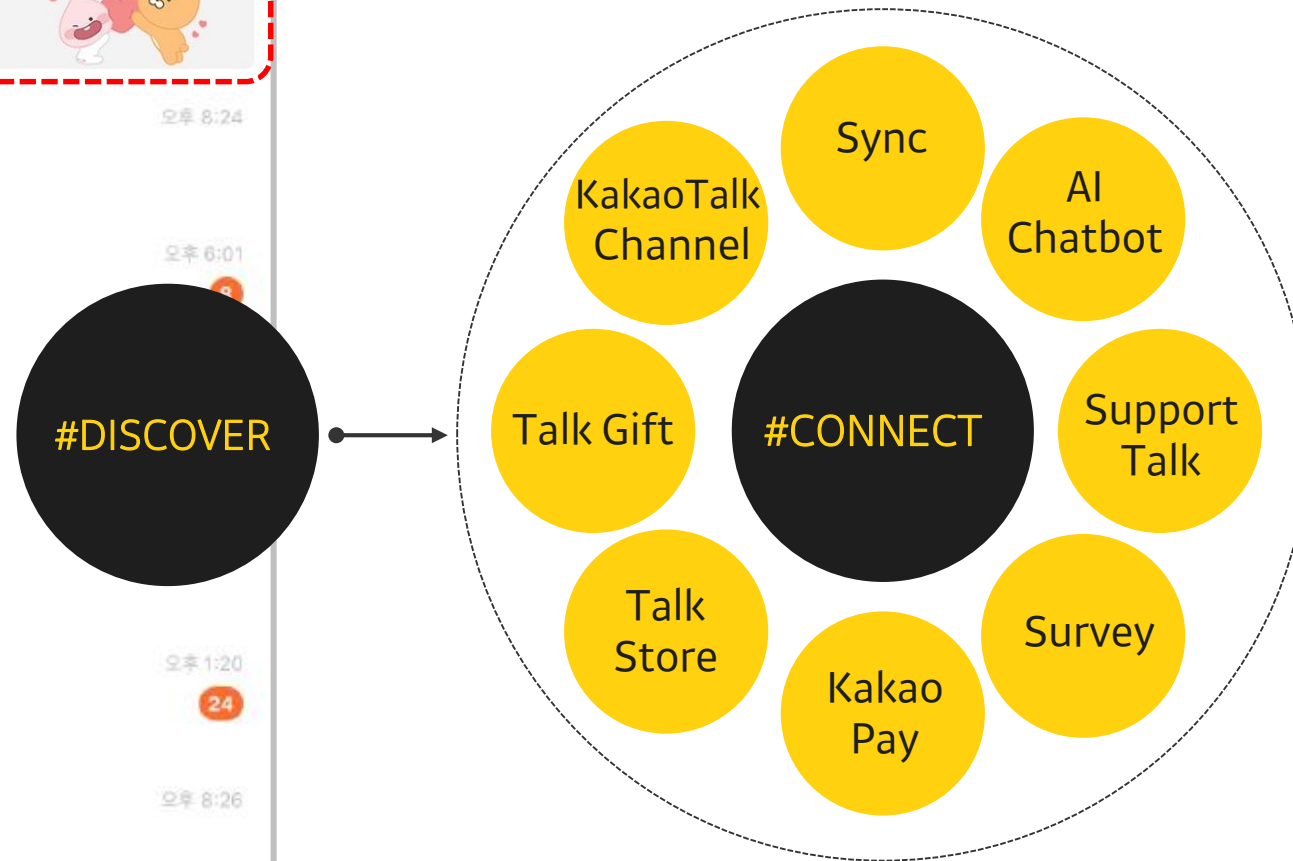 오후 8:24
오후 6:01
8
#DISCOVER
오후 1:20
24
오후 8:26
Sync
KakaoTalk
Channel
AI
Chatbot
Talk Gift
#CONNECT
Support
Talk
Talk
Store
Survey
Kakao
Pay